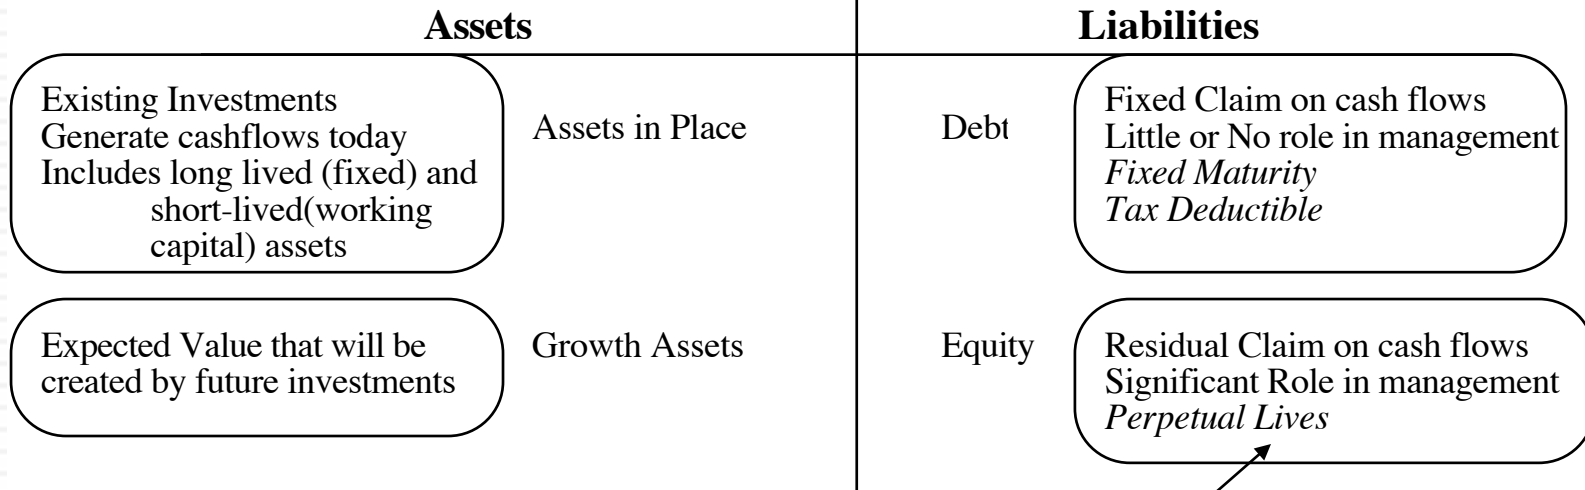 Assets
Liabilities
Existing Investments
Generate cashflows today
Includes long lived (fixed) and
short-lived(working
capital) assets
Assets in Place
Debt
Fixed Claim on cash flows
Little or No role in management
Fixed Maturity
Tax Deductible
Expected Value that will be
created by future investments
Growth Assets
Equity
Residual Claim on cash flows
Significant Role in management
Perpetual Lives